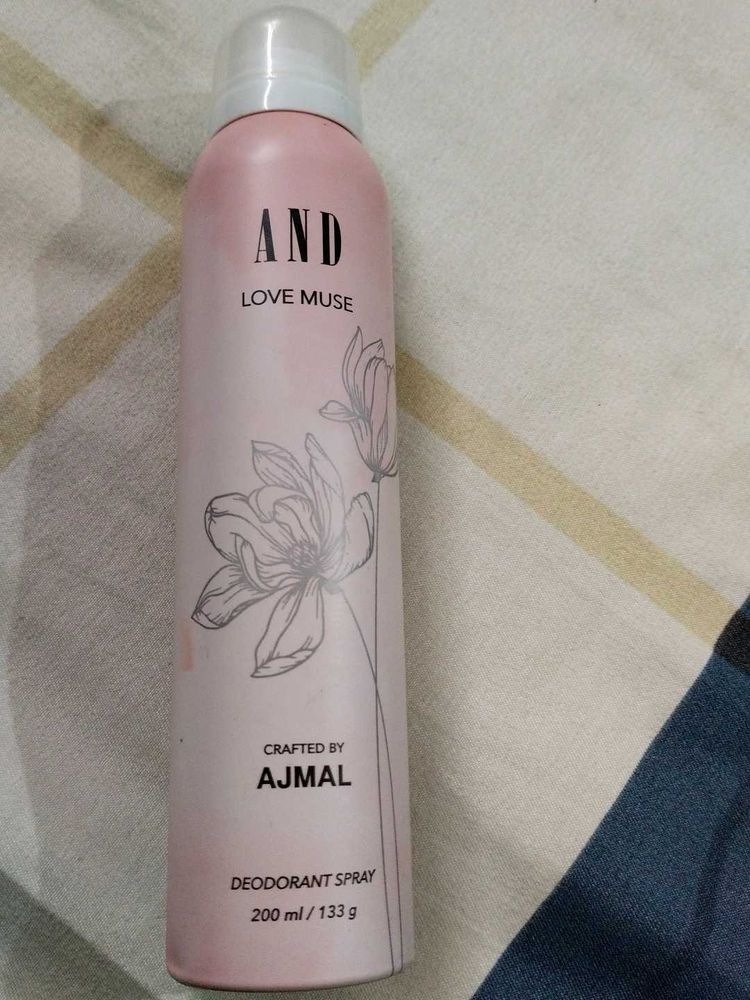 AND
LOVE MUSE
CRAFTED BY
AJMAL
DEODORANT SPRAY
200 ml / 133 g